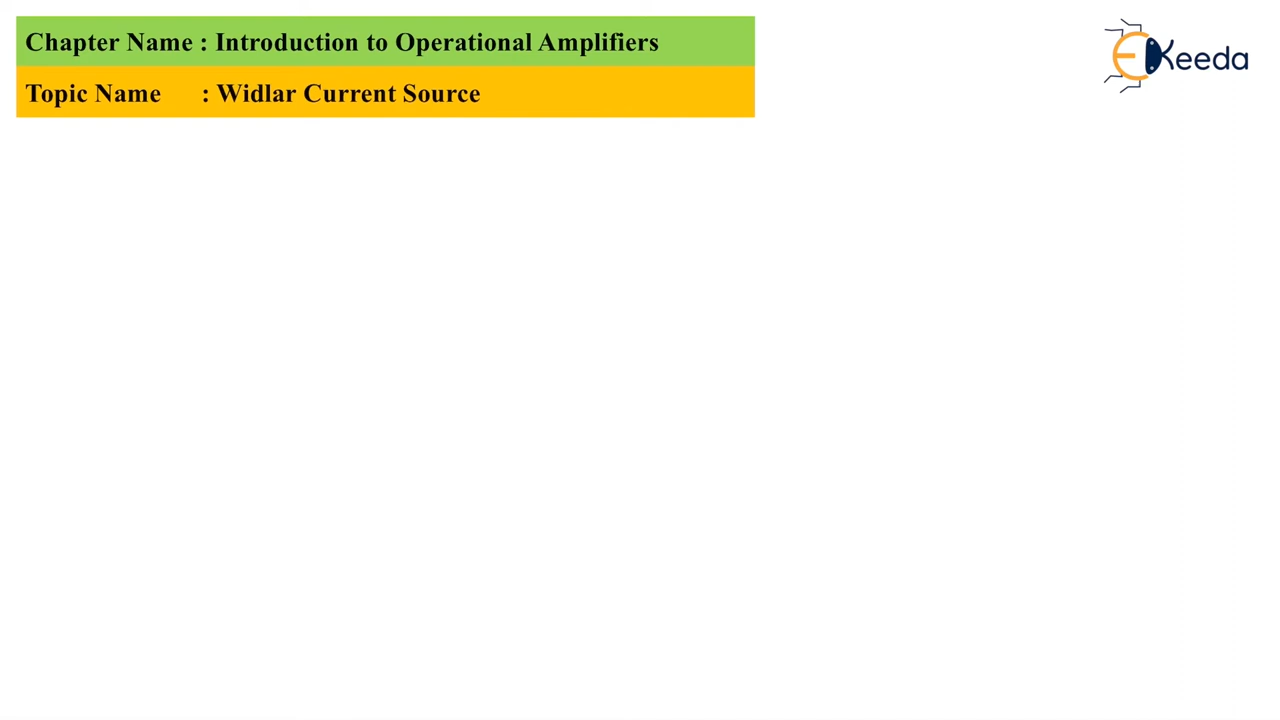 Chapter Name : Introduction to Operational Amplifiers
Topic Name : Widlar Current Source
EKeeda